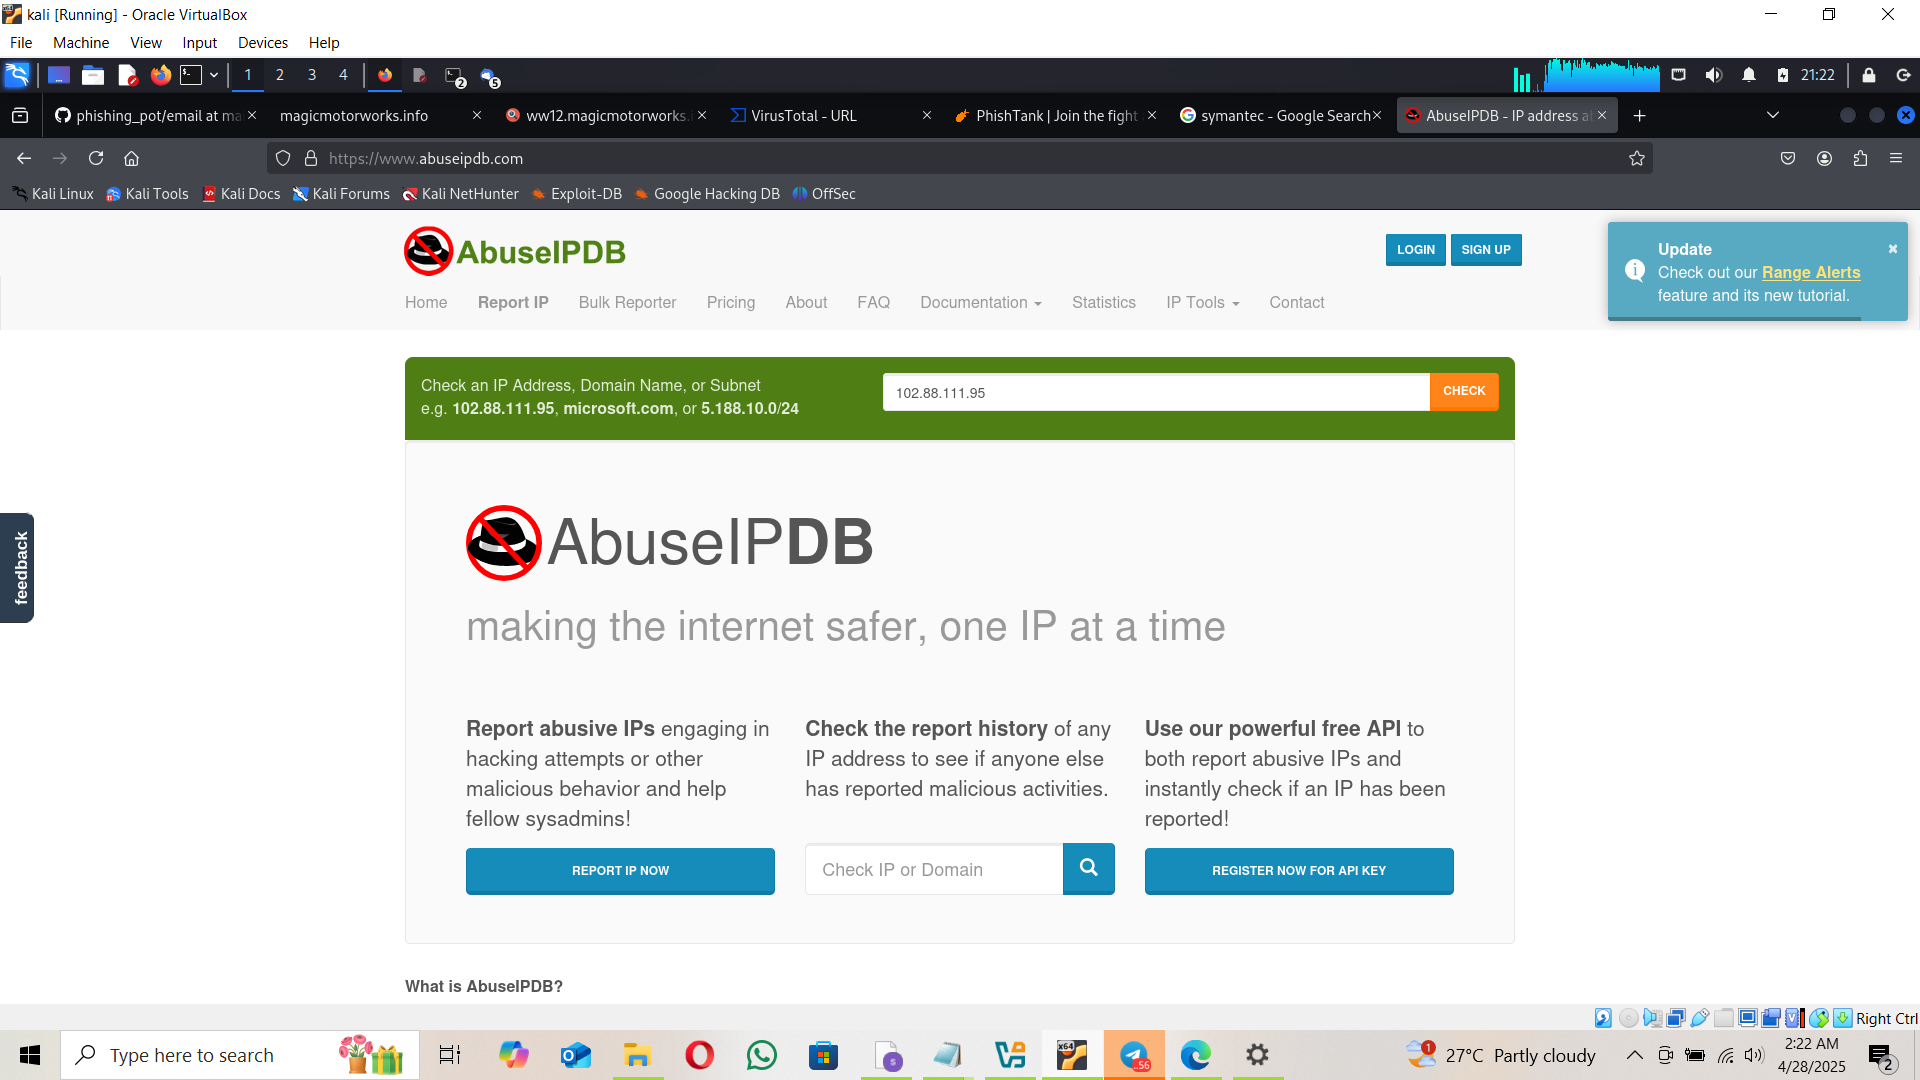 kali [Running] - Oracle VirtualBox
File Machine View Input Devices Help
1 2 3 4 2 5 21:22
phishing_pot/email at ma magicmotorworks.info ww12.magicmotorworks. VirusTotal - URL PhishTank | Join the fight symantec - Google Search AbuseIPDB - IP address a
https://www.abuseipdb.com
Kali Linux Kali Tools Kali Docs Kali Forums Kali NetHunter Exploit-DB Google Hacking DB OffSec
AbuseIPDB
LOGIN SIGN UP
Update
Check out our Range Alerts
feature and its new tutorial.
Home Report IP Bulk Reporter Pricing About FAQ Documentation Statistics IP Tools Contact
Check an IP Address, Domain Name, or Subnet
e.g. 102.88.111.95, microsoft.com, or 5.188.10.0/24
102.88.111.95 CHECK
feedback
AbuseIPDB
making the internet safer, one IP at a time
Report abusive IPs engaging in
hacking attempts or other
malicious behavior and help
fellow sysadmins!
REPORT IP NOW
Check the report history of any
IP address to see if anyone else
has reported malicious activities.
Check IP or Domain
Use our powerful free API to
both report abusive IPs and
instantly check if an IP has been
reported!
REGISTER NOW FOR API KEY
What is AbuseIPDB?
Right Ctrl
Type here to search
x64
..56
1
27°C Partly cloudy
2:22 AM
4/28/2025
2